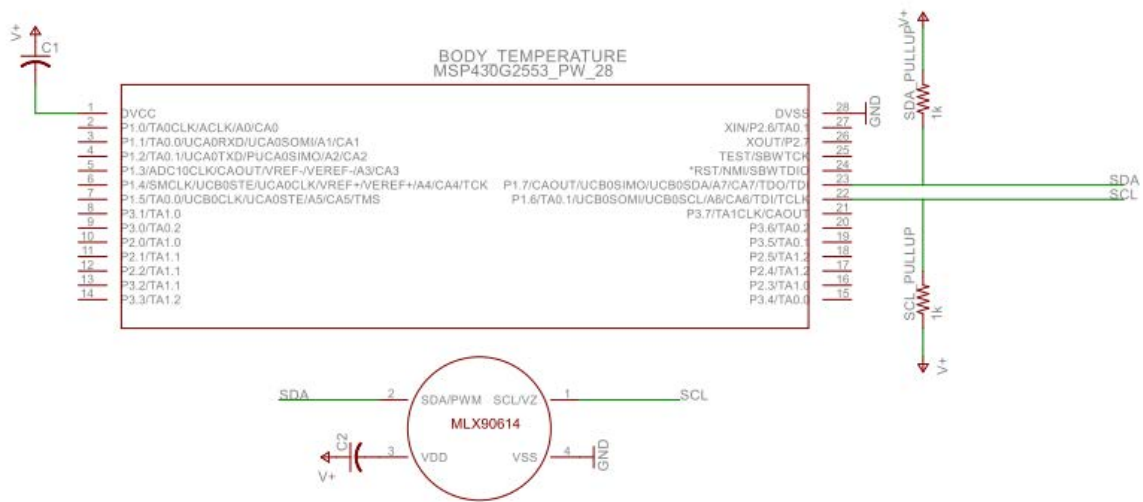 V+
C1
BODY_TEMPERATURE
MSP430G2553_PW_28
1 DVCC
2 P1.0/TA0CLK/ACLK/A0/CA0
3 P1.1/TA0.0/UCA0RXD/UCA0SOMI/A1/CA1
4 P1.2/TA0.1/UCA0TXD/PUCA0SIMO/A2/CA2
5 P1.3/ADC10CLK/CAOUT/VREF-/VEREF-/A3/CA3
6 P1.4/SMCLK/UCB0STE/UCA0CLK/VREF+/VEREF+/A4/CA4/TCK
7 P1.5/TA0.0/UCB0CLK/UCA0STE/A5/CA5/TMS
8 P3.1/TA1.0
9 P3.0/TA0.2
10 P2.0/TA1.0
11 P2.1/TA1.1
12 P2.2/TA1.1
13 P3.2/TA1.1
14 P3.3/TA1.2
DVSS 28
GND
XIN/P2.6/TA0.1 27
XOUT/P2.7 26
TEST/SBWTCK 25
*RST/NMI/SBWTDIO 24
P1.7/CAOUT/UCB0SIMO/UCB0SDA/A7/CA7/TDO/TDI 23
P1.6/TA0.1/UCB0SOMI/UCB0SCL/A6/CA6/TDI/TCLK 22
P3.7/TA1CLK/CAOUT 21
P3.6/TA0.2 20
P3.5/TA0.1 19
P2.5/TA1.2 18
P2.4/TA1.2 17
P2.3/TA1.0 16
P3.4/TA0.0 15
V+
SDA_PULLUP
1k
SDA
SCL
SCL_PULLUP
1k
V+
SDA 2 SDA/PWM SCL/VZ 1 SCL
MLX90614
C2
V+
3 VDD VSS 4
GND